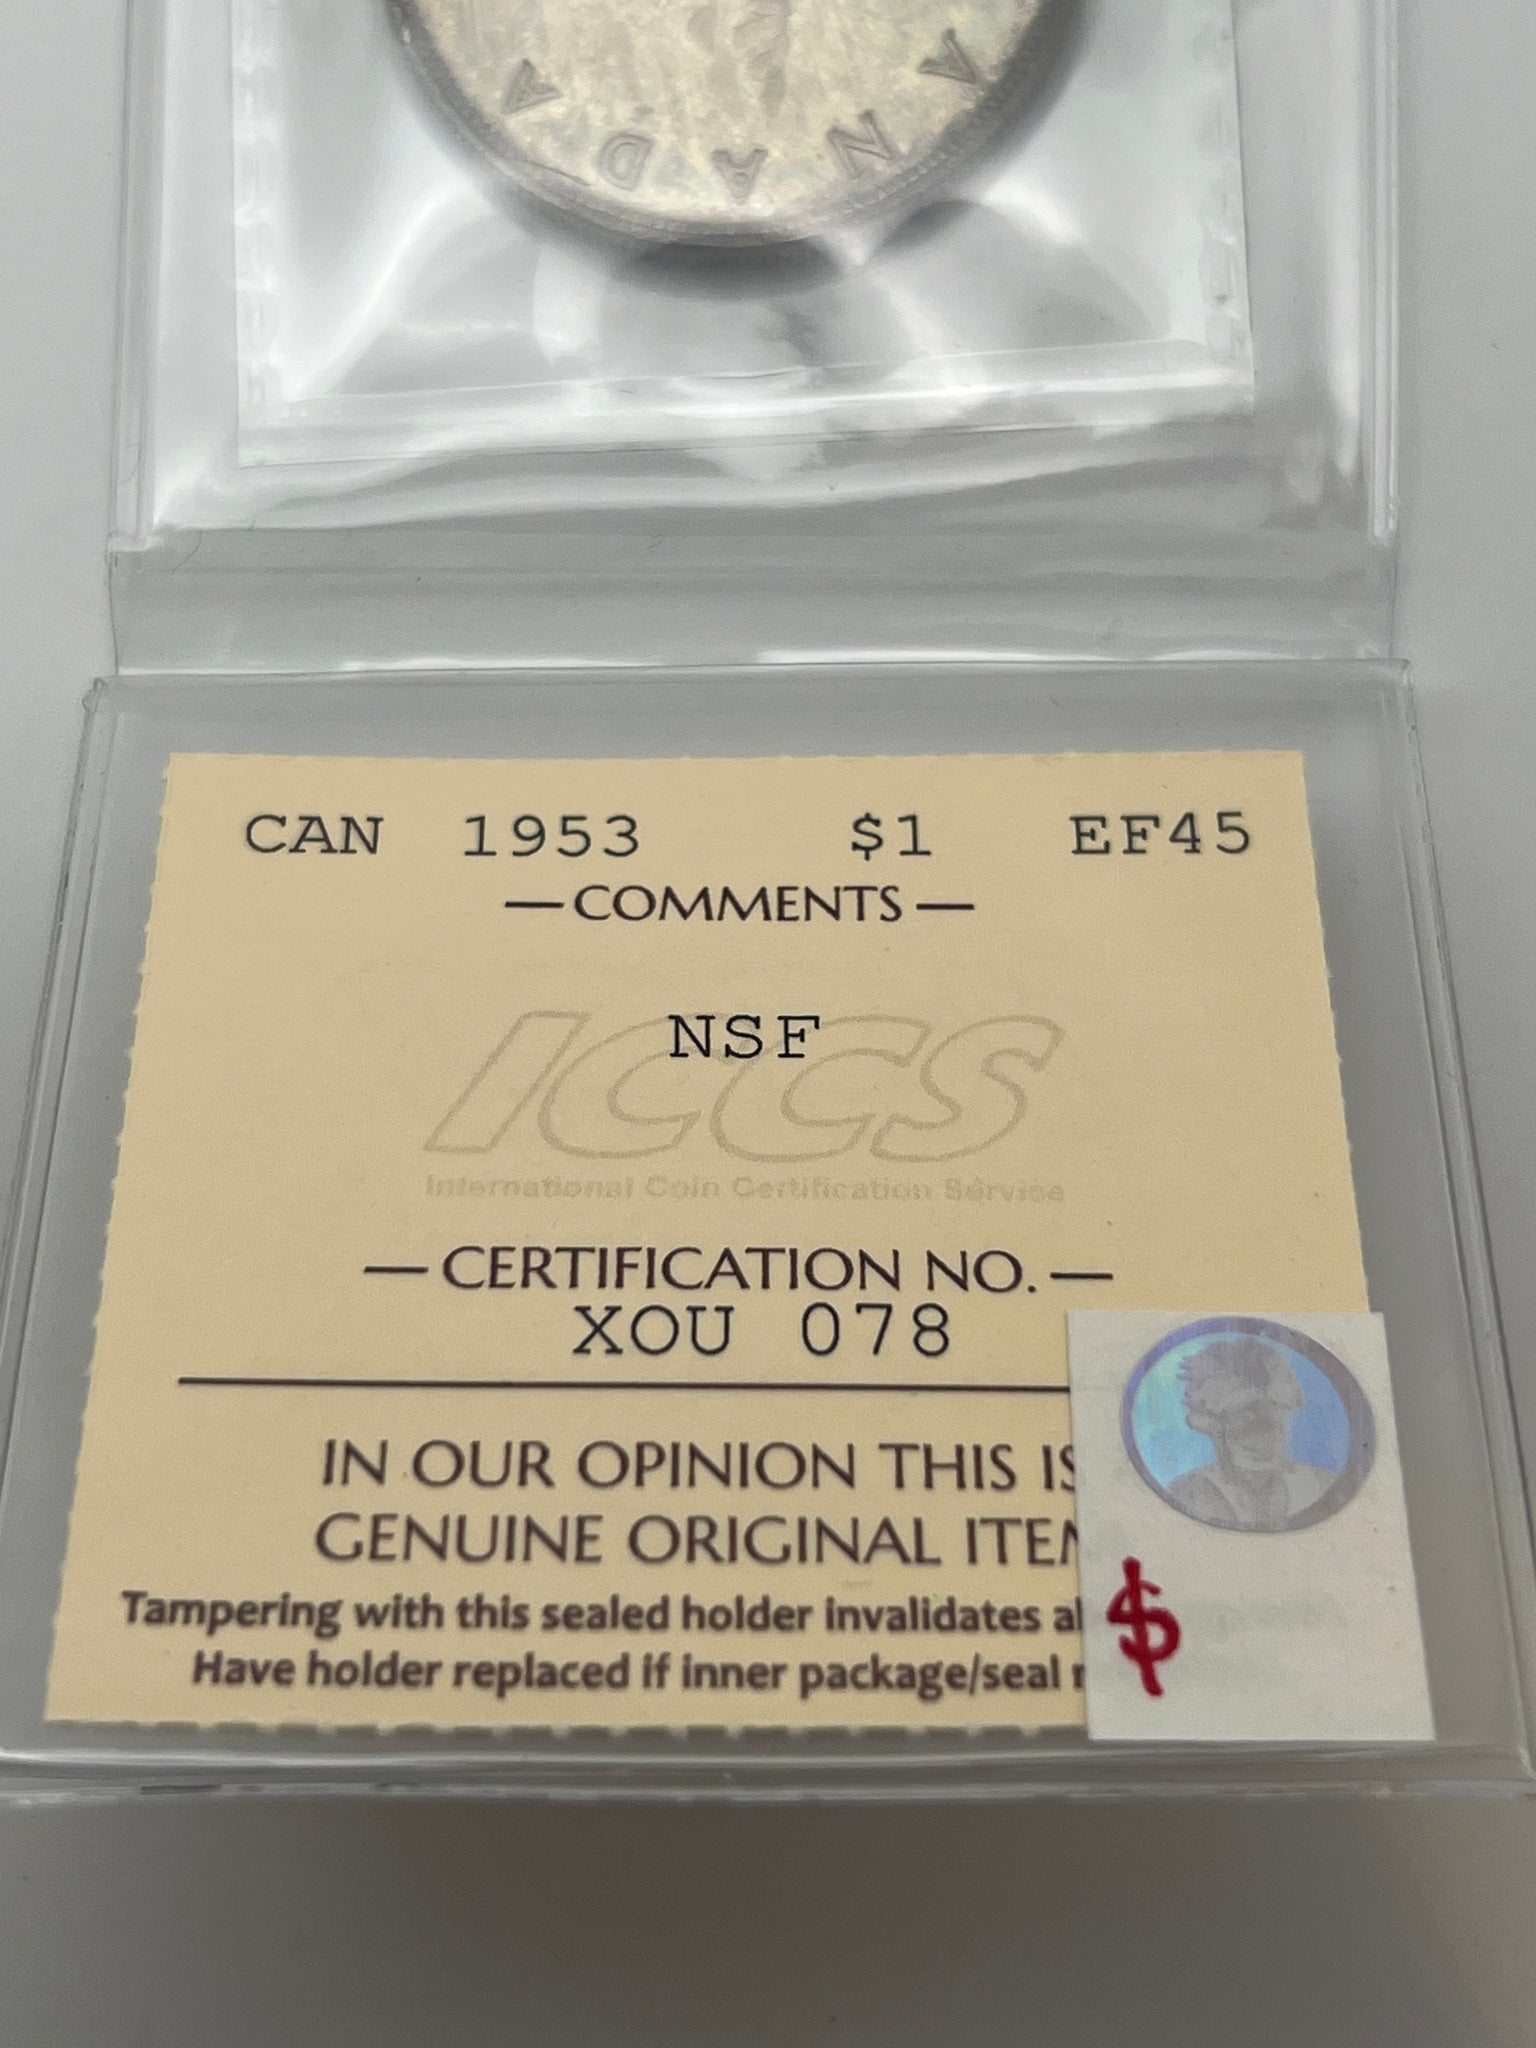 CANADA
CAN 1953 $1 EF45
—COMMENTS—
NSF
ICCS
International Coin Certification Service
—CERTIFICATION NO.—
XOU 078
IN OUR OPINION THIS IS
GENUINE ORIGINAL ITEM
Tampering with this sealed holder invalidates al
Have holder replaced if inner package/seal
$